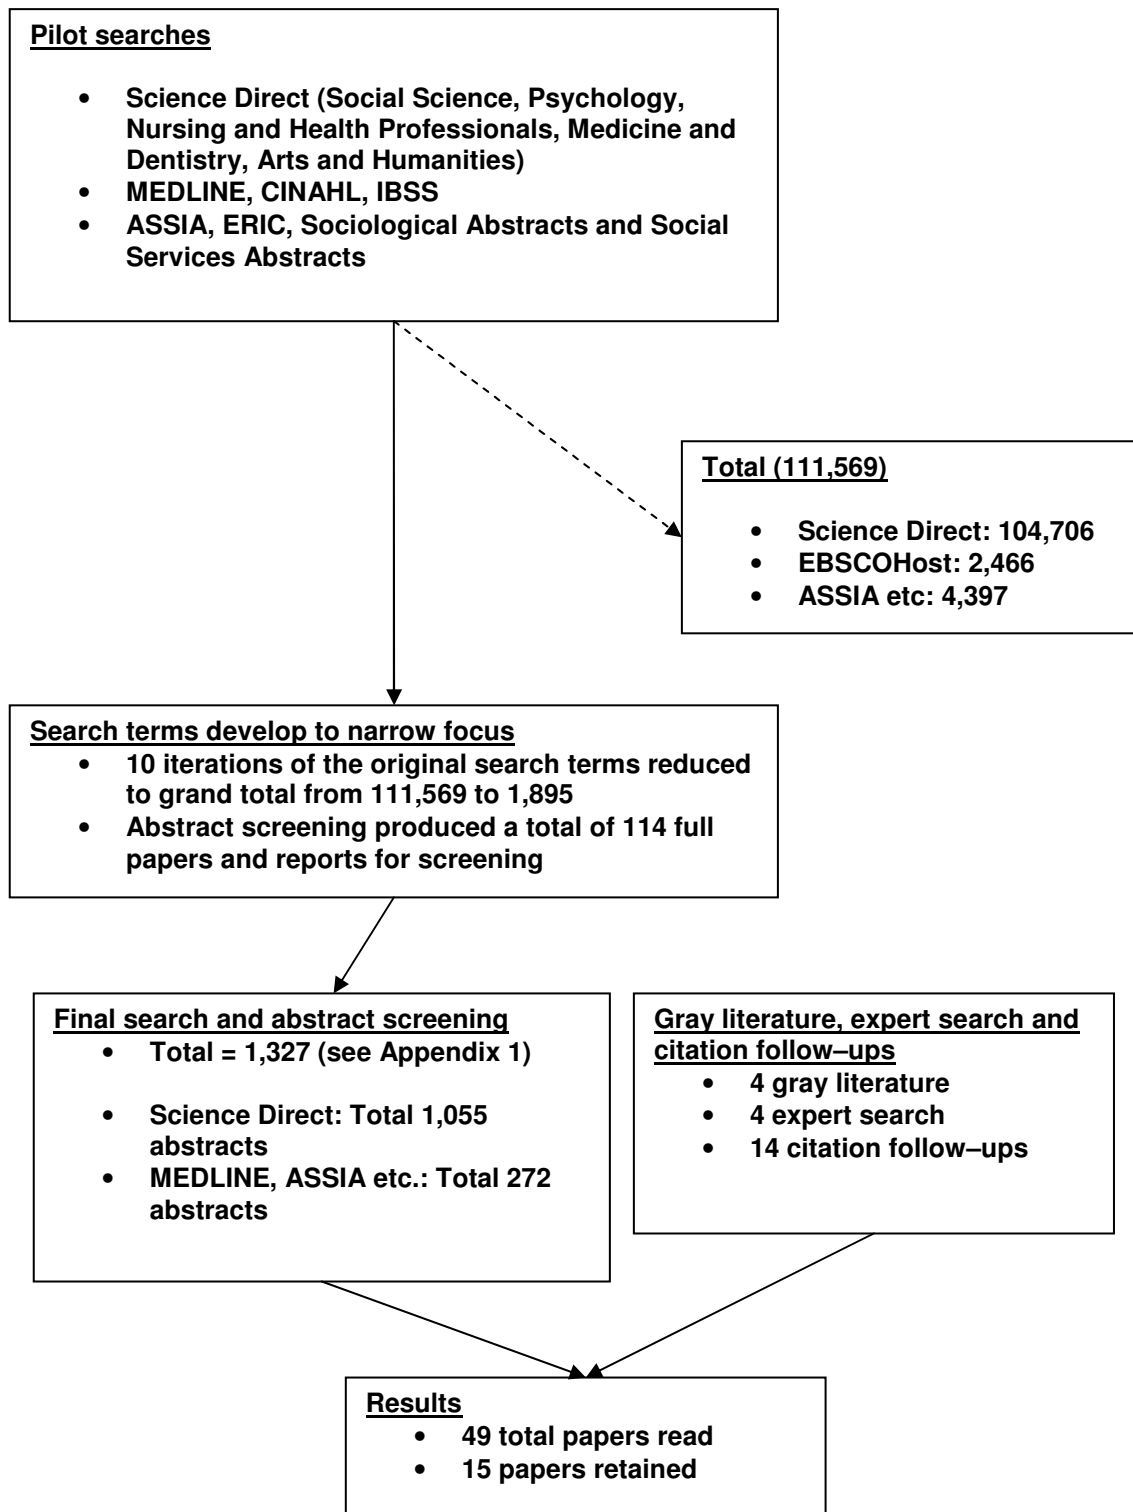 Pilot searches
• Science Direct (Social Science, Psychology,
Nursing and Health Professionals, Medicine and
Dentistry, Arts and Humanities)
• MEDLINE, CINAHL, IBSS
• ASSIA, ERIC, Sociological Abstracts and Social
Services Abstracts
Total (111,569)
• Science Direct: 104,706
• EBSCOHost: 2,466
• ASSIA etc: 4,397
Search terms develop to narrow focus
• 10 iterations of the original search terms reduced
to grand total from 111,569 to 1,895
• Abstract screening produced a total of 114 full
papers and reports for screening
Final search and abstract screening
• Total = 1,327 (see Appendix 1)
• Science Direct: Total 1,055
abstracts
• MEDLINE, ASSIA etc.: Total 272
abstracts
Gray literature, expert search and
citation follow–ups
• 4 gray literature
• 4 expert search
• 14 citation follow–ups
Results
• 49 total papers read
• 15 papers retained